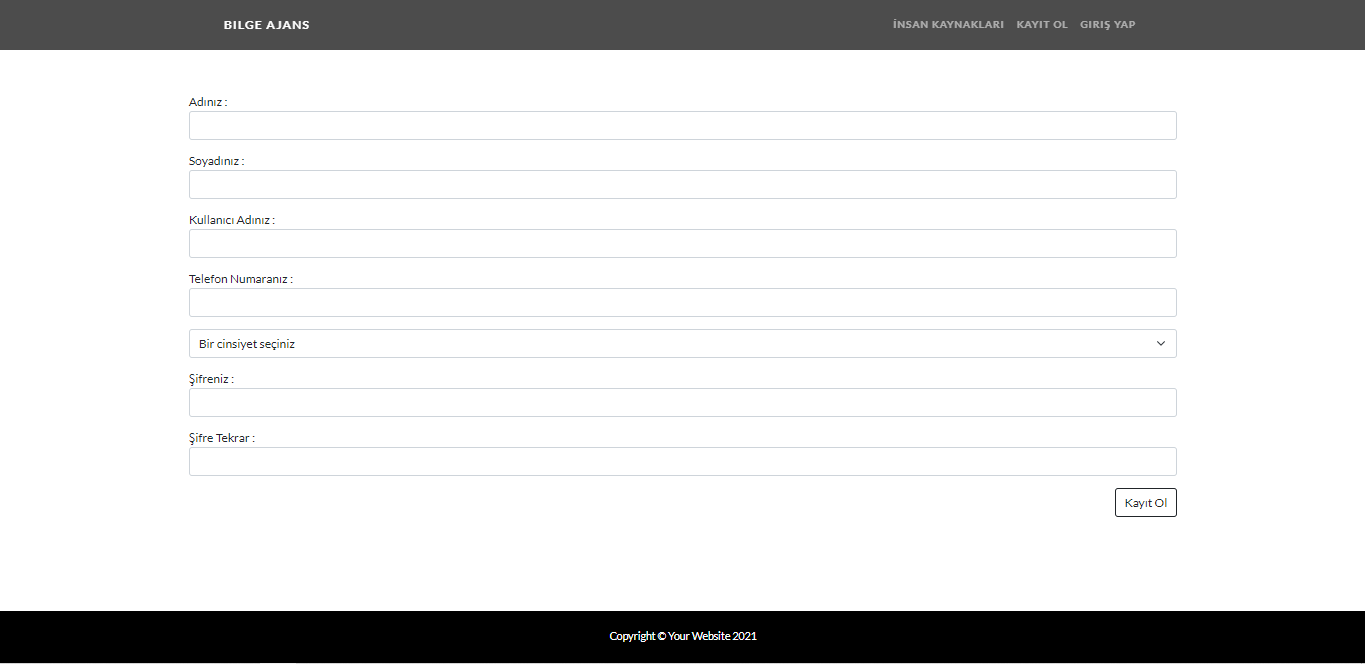 BILGE AJANS
İNSAN KAYNAKLARI KAYIT OL GIRIŞ YAP
Adınız :
Soyadınız :
Kullanıcı Adınız :
Telefon Numaranız :
Bir cinsiyet seçiniz
Şifreniz :
Şifre Tekrar :
Kayıt Ol
Copyright © Your Website 2021